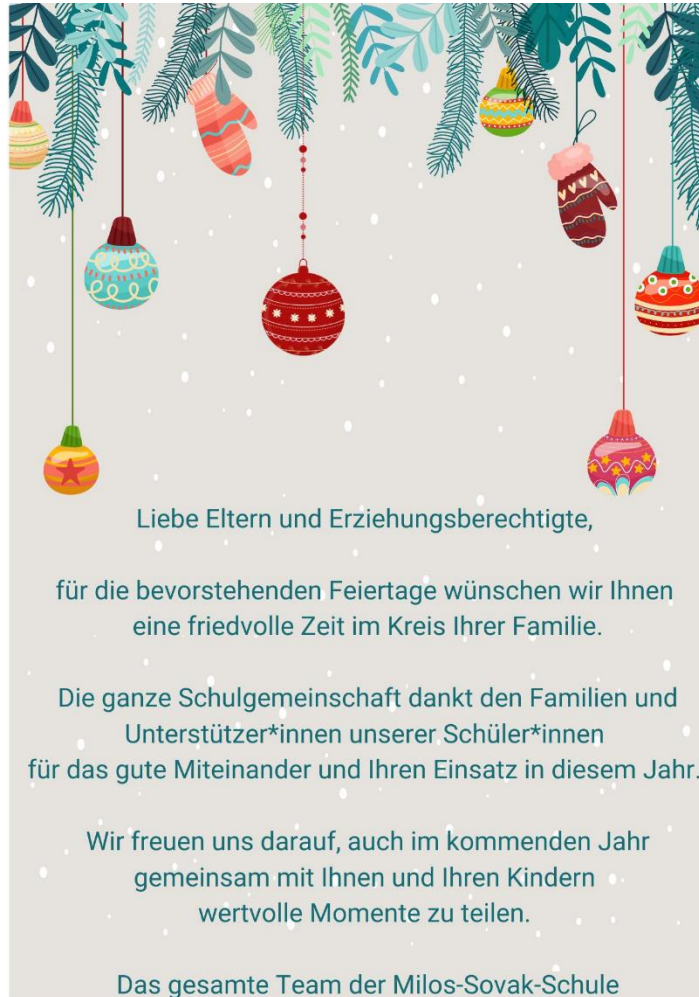 Liebe Eltern und Erziehungsberechtigte,
für die bevorstehenden Feiertage wünschen wir Ihnen
eine friedvolle Zeit im Kreis Ihrer Familie.
Die ganze Schulgemeinschaft dankt den Familien und
Unterstützer*innen unserer Schüler*innen
für das gute Miteinander und Ihren Einsatz in diesem Jahr.
Wir freuen uns darauf, auch im kommenden Jahr
gemeinsam mit Ihnen und Ihren Kindern
wertvolle Momente zu teilen.
Das gesamte Team der Milos-Sovak-Schule